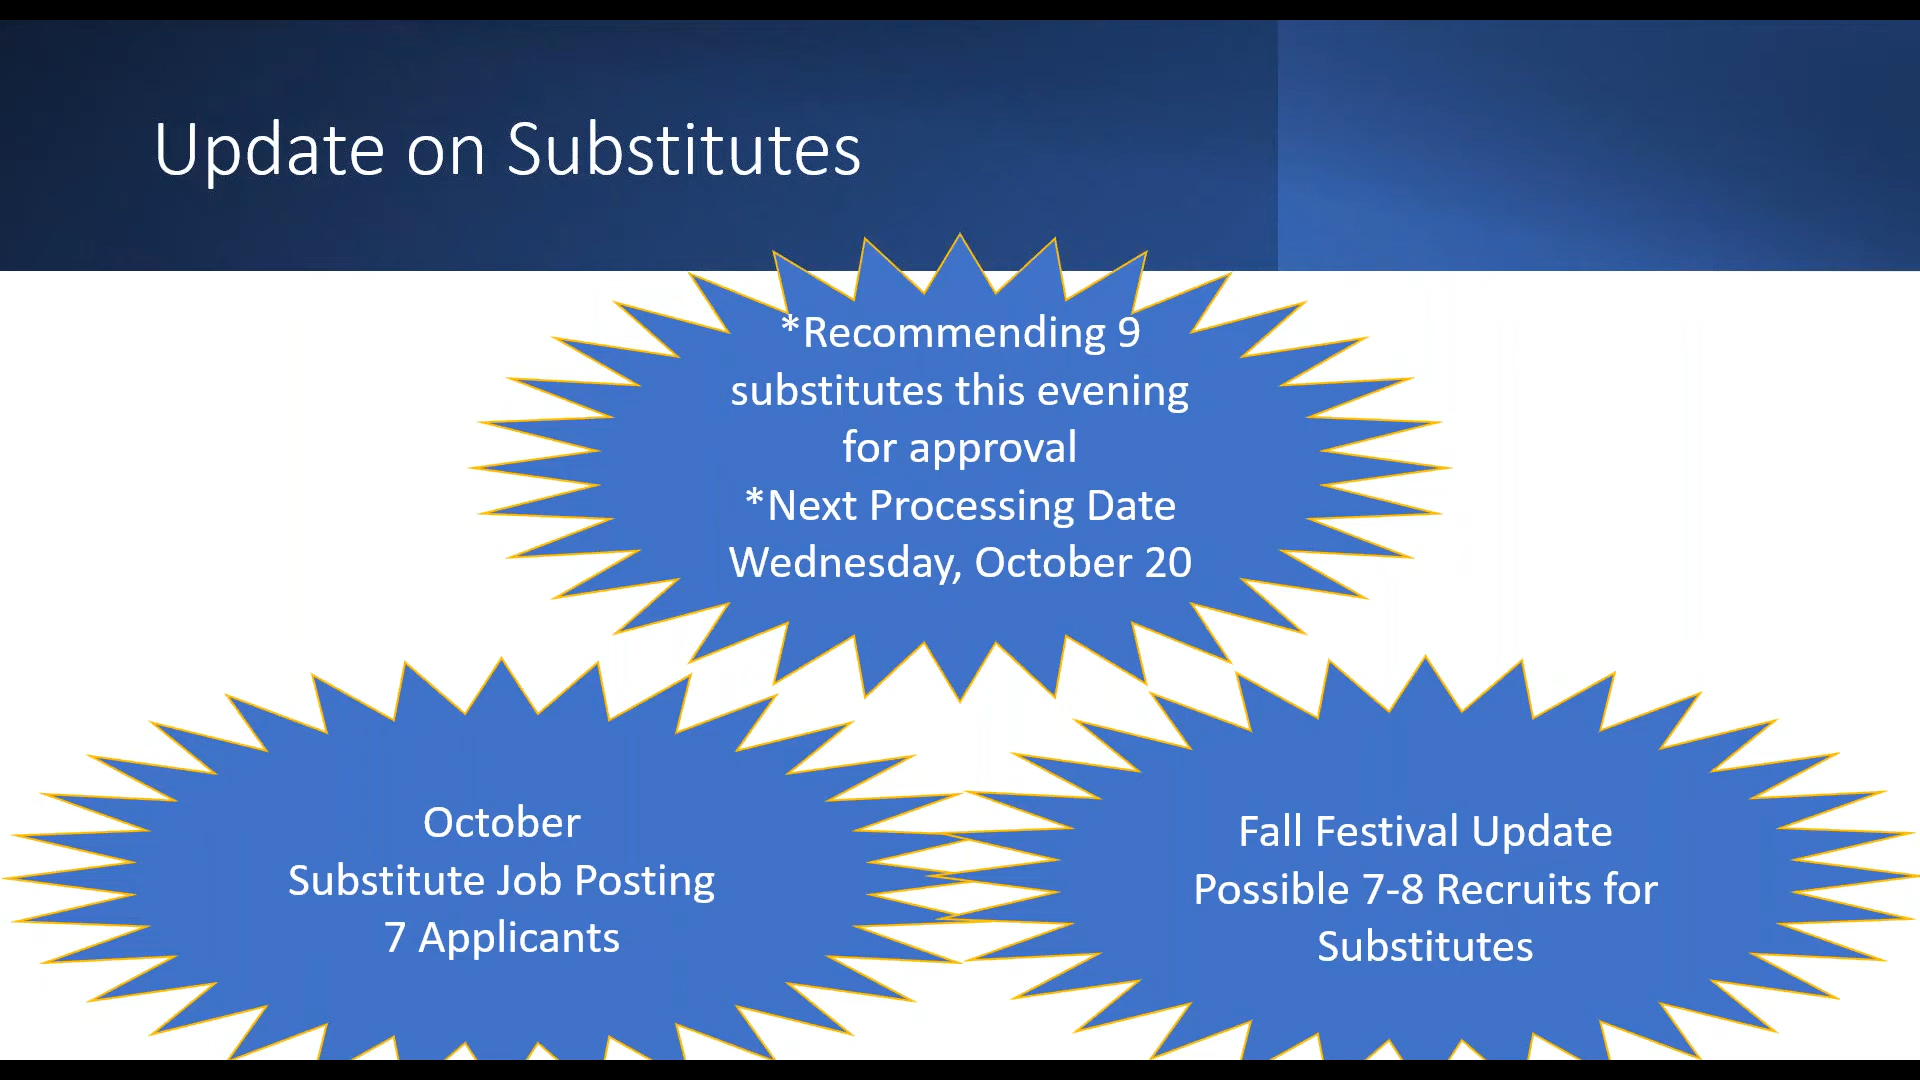 Update on Substitutes
*Recommending 9
substitutes this evening
for approval
*Next Processing Date
Wednesday, October 20
October
Substitute Job Posting
7 Applicants
Fall Festival Update
Possible 7-8 Recruits for
Substitutes